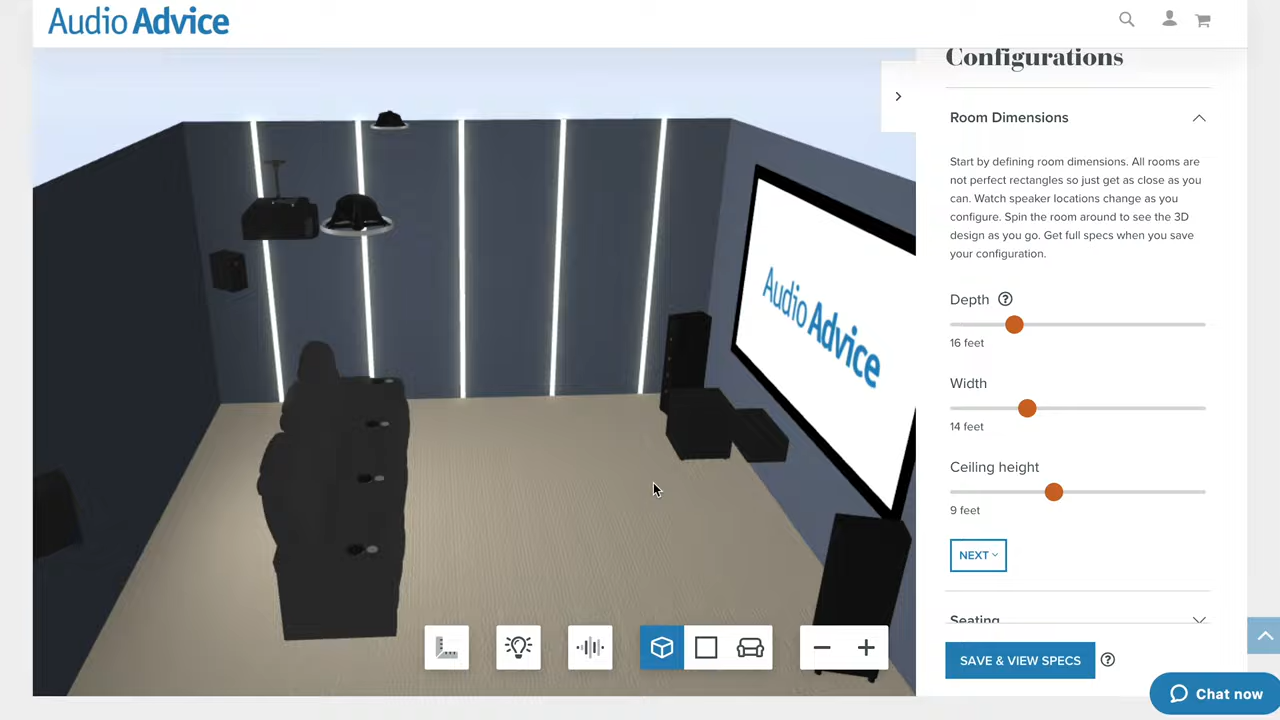 Audio Advice
Configurations
Room Dimensions
Start by defining room dimensions. All rooms are
not perfect rectangles so just get as close as you
can. Watch speaker locations change as you
configure. Spin the room around to see the 3D
design as you go. Get full specs when you save
your configuration.
Depth ?
16 feet
Width
14 feet
Ceiling height
9 feet
NEXT
Seating
SAVE & VIEW SPECS ?
Chat now
Audio Advice